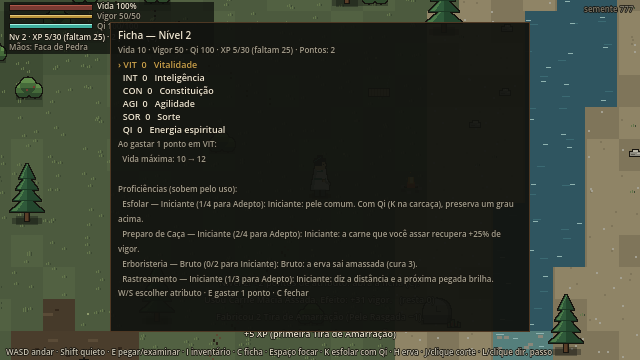 Vida 100%
Vigor 50/50
Qi 1
Nv 2 · XP 5/30 (faltam 25) ·
Mãos: Faca de Pedra
semente 777
Ficha — Nível 2
Vida 10 · Vigor 50 · Qi 100 · XP 5/30 (faltam 25) · Pontos: 2
› VIT 0 Vitalidade
INT 0 Inteligência
CON 0 Constituição
AGI 0 Agilidade
SOR 0 Sorte
QI 0 Energia espiritual
Ao gastar 1 ponto em VIT:
Vida máxima: 10 → 12
Proficiências (sobem pelo uso):
Esfolar — Iniciante (1/4 para Adepto): Iniciante: pele comum. Com Qi (K na carcaça), preserva um grau
acima.
Preparo de Caça — Iniciante (2/4 para Adepto): Iniciante: a carne que você assar recupera +25% de
vigor.
Erboristeria — Bruto (0/2 para Iniciante): Bruto: a erva sai amassada (cura 3).
Rastreamento — Iniciante (1/3 para Adepto): Iniciante: diz a distância e a próxima pegada brilha.
W/S escolher atributo · E gastar 1 ponto · C fechar
+5 XP (primeira Tira de Amarração)
WASD andar · Shift quieto · E pegar/examinar · I inventário · C ficha · Espaço focar · K esfolar com Qi · H erva · J/clique corte · L/clique dir. passo